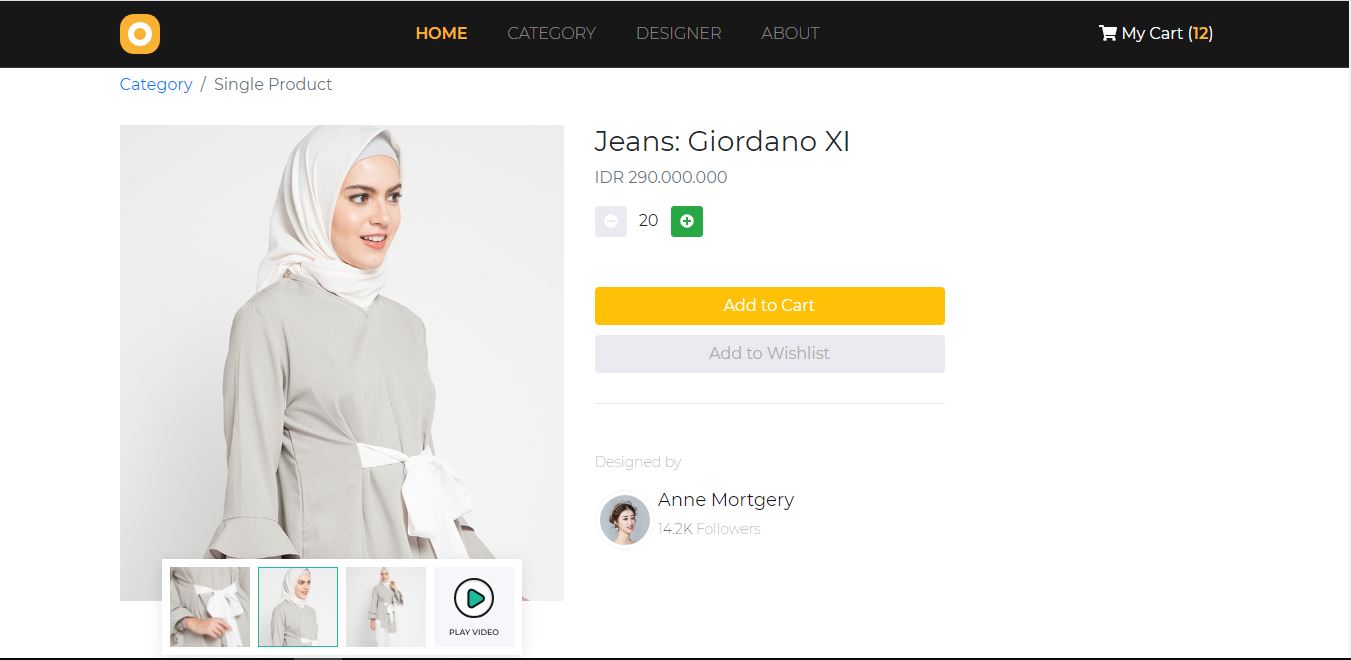 HOME CATEGORY DESIGNER ABOUT My Cart (12)
Category / Single Product
Jeans: Giordano XI
IDR 290.000.000
20
Add to Cart
Add to Wishlist
Designed by
Anne Mortgery
14.2K Followers
PLAY VIDEO